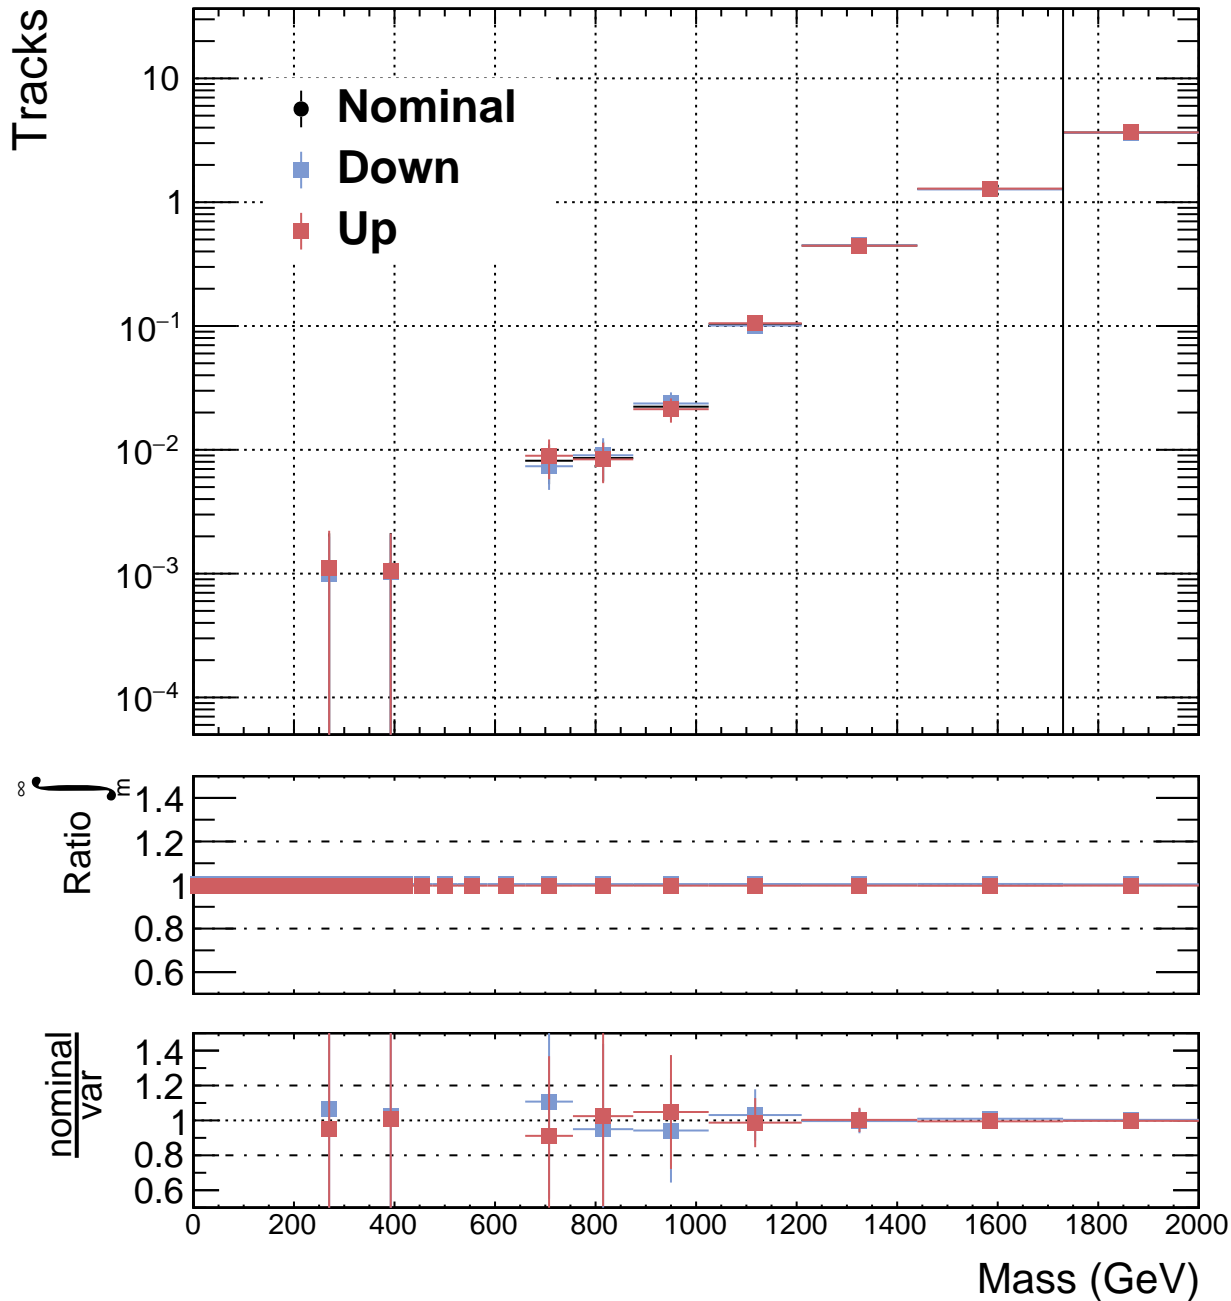 Tracks
10
1
10⁻¹
10⁻²
10⁻³
10⁻⁴
Nominal
Down
Up
Ratio ∫ m ∞
1.4
1.2
1
0.8
0.6
nominal
var
1.4
1.2
1
0.8
0.6
0 200 400 600 800 1000 1200 1400 1600 1800 2000
Mass (GeV)